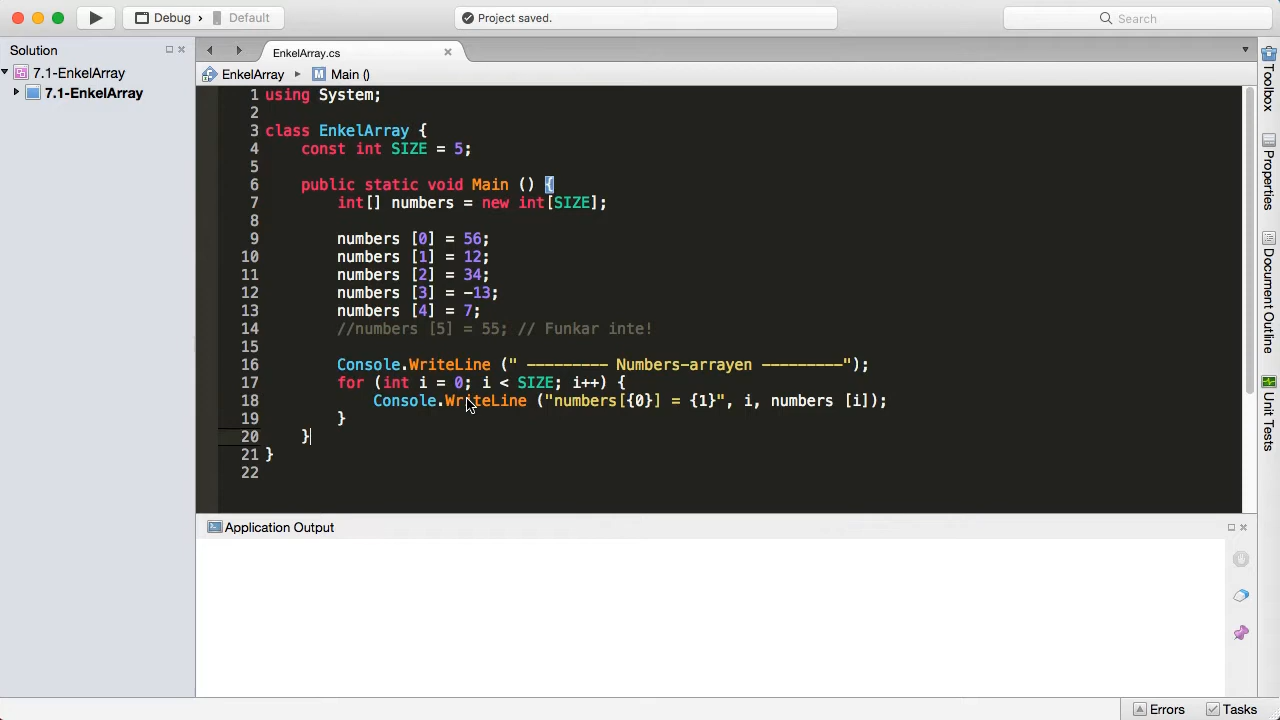 Debug
Default
Project saved.
Search
Solution
7.1-EnkelArray
7.1-EnkelArray
EnkelArray.cs
EnkelArray
M
Main ()
1 using System;
2
3 class EnkelArray {
4 const int SIZE = 5;
5
6 public static void Main () {
7 int[] numbers = new int[SIZE];
8
9 numbers [0] = 56;
10 numbers [1] = 12;
11 numbers [2] = 34;
12 numbers [3] = -13;
13 numbers [4] = 7;
14 //numbers [5] = 55; // Funkar inte!
15
16 Console.WriteLine (" --------- Numbers-arrayen ---------");
17 for (int i = 0; i < SIZE; i++) {
18 Console.WriteLine ("numbers[{0}] = {1}", i, numbers [i]);
19 }
20 }
21 }
22
Application Output
Toolbox
Properties
Document Outline
Unit Tests
Errors
Tasks